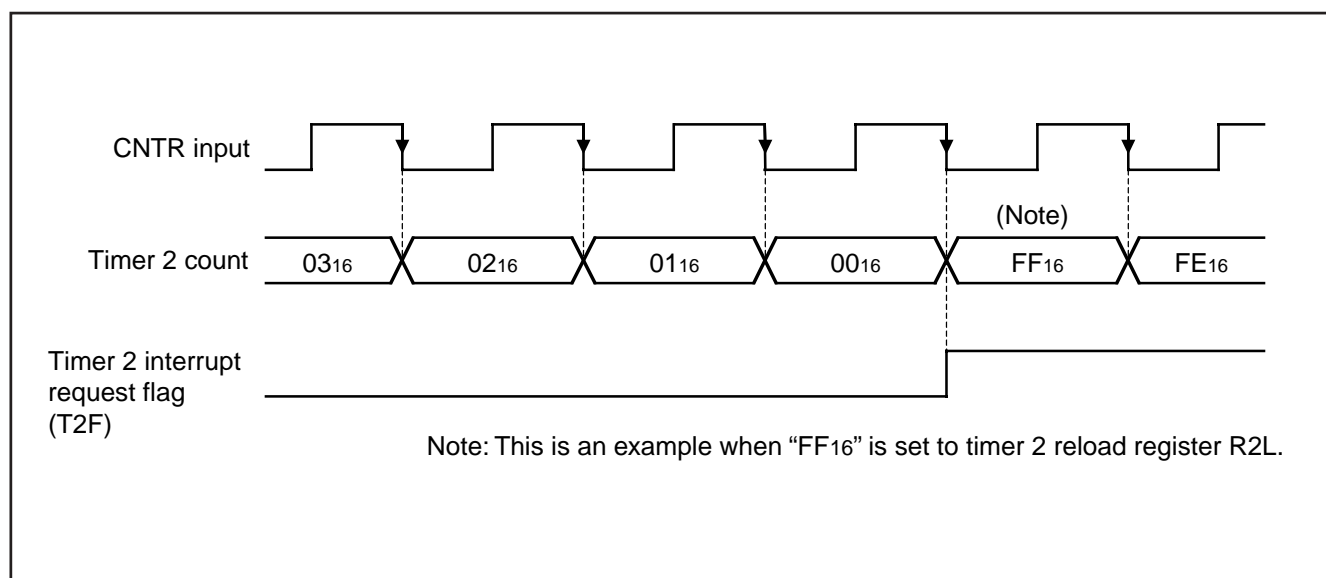 CNTR input
(Note)
Timer 2 count
0316 0216 0116 0016 FF16 FE16
Timer 2 interrupt
request flag
(T2F)
Note: This is an example when “FF16” is set to timer 2 reload register R2L.